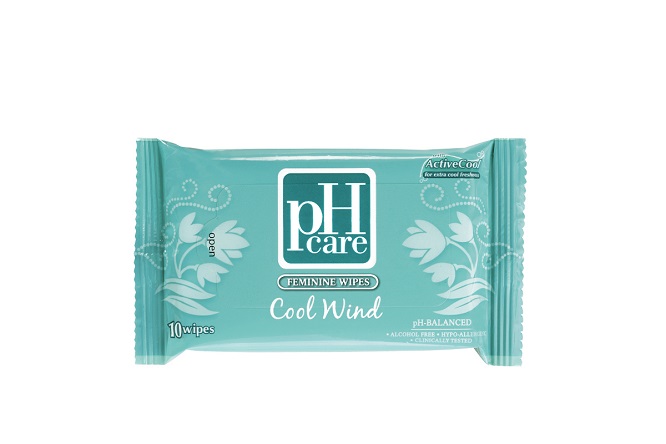 ActiveCool
for extra cool freshness
pH
care
open
FEMININE WIPES
Cool Wind
10 wipes
pH-BALANCED
• ALCOHOL FREE • HYPO-ALLERGENIC
• CLINICALLY TESTED